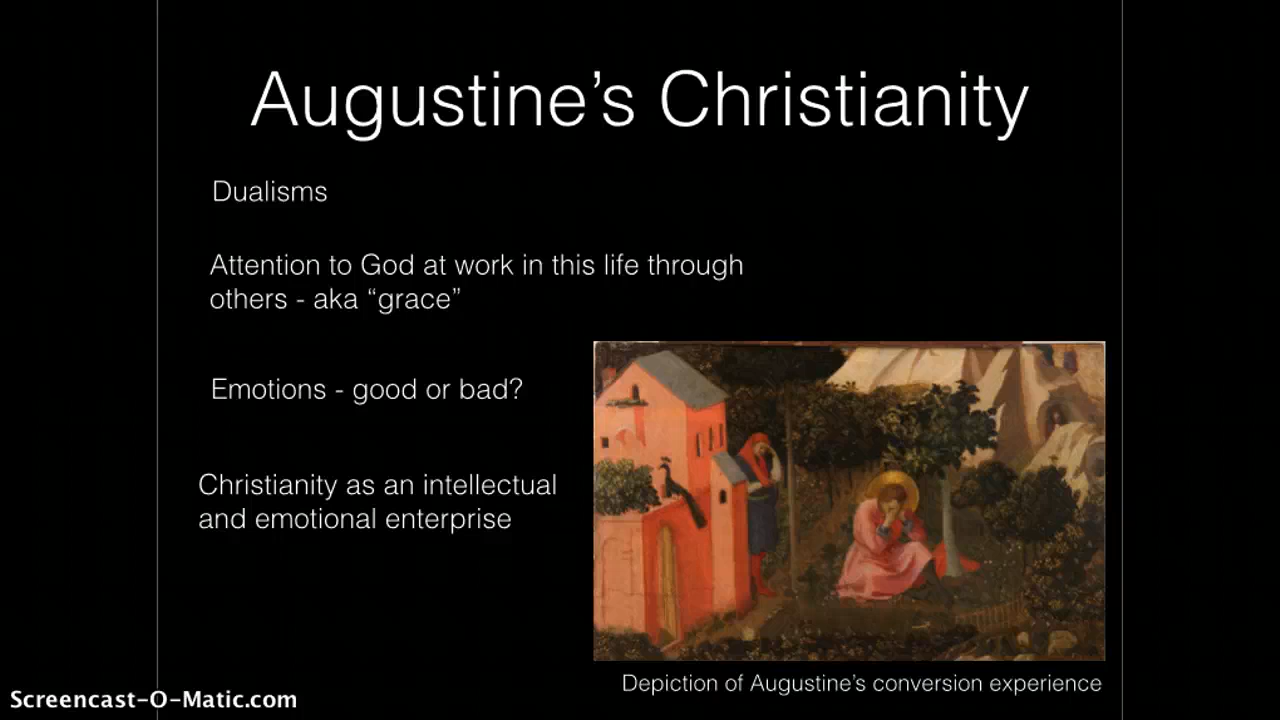 Augustine’s Christianity
Dualisms
Attention to God at work in this life through
others - aka “grace”
Emotions - good or bad?
Christianity as an intellectual
and emotional enterprise
Depiction of Augustine’s conversion experience
Screencast-O-Matic.com